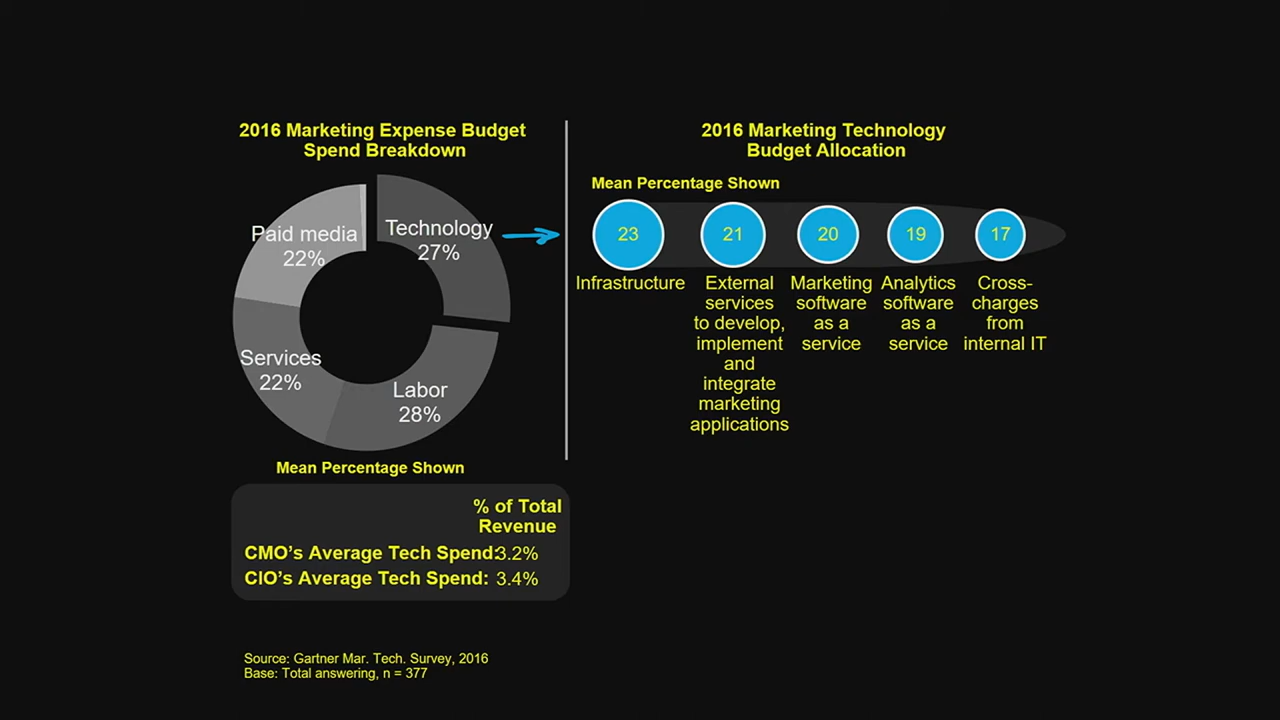 2016 Marketing Expense Budget
Spend Breakdown
Paid media
22%
Technology
27%
Services
22%
Labor
28%
Mean Percentage Shown
% of Total
Revenue
CMO’s Average Tech Spend: 3.2%
CIO’s Average Tech Spend: 3.4%
2016 Marketing Technology
Budget Allocation
Mean Percentage Shown
23
Infrastructure
21
External
services
to develop,
implement
and
integrate
marketing
applications
20
Marketing
software
as a
service
19
Analytics
software
as a
service
17
Cross-
charges
from
internal IT
Source: Gartner Mar. Tech. Survey, 2016
Base: Total answering, n = 377